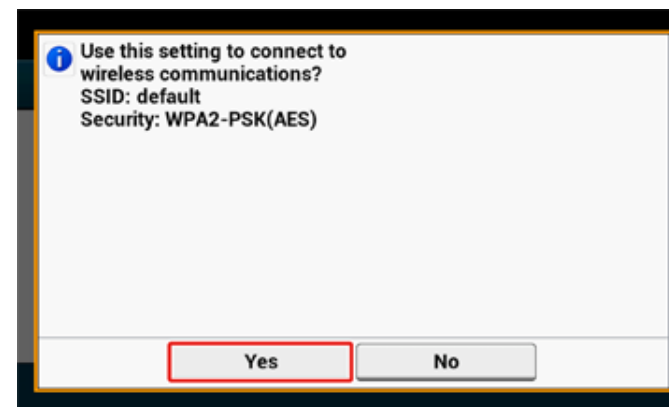 Use this setting to connect to
wireless communications?
SSID: default
Security: WPA2-PSK(AES)
Yes
No